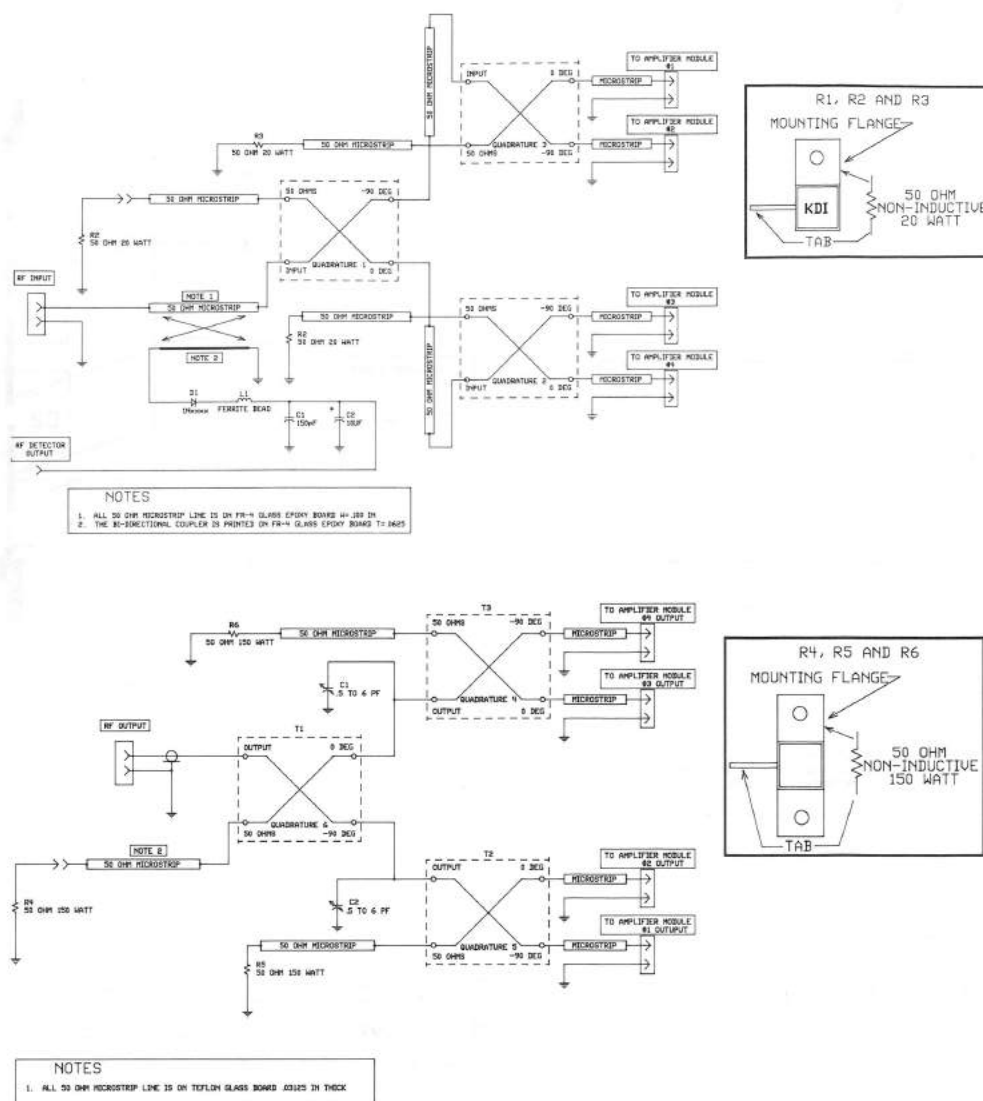 TO AMPLIFIER MODULE
#1
INPUT
0 DEG
MICROSTRIP
50 OHM MICROSTRIP
TO AMPLIFIER MODULE
#2
R3
50 OHM 20 WATT
50 OHM MICROSTRIP
50 OHMS
QUADRATURE 3
-90 DEG
MICROSTRIP
R1, R2 AND R3
MOUNTING FLANGE
KDI
50 OHM
NON-INDUCTIVE
20 WATT
TAB
50 OHM MICROSTRIP
50 OHMS
-90 DEG
R2
50 OHM 20 WATT
QUADRATURE 1
INPUT
0 DEG
RF INPUT
NOTE 1
50 OHM MICROSTRIP
NOTE 2
50 OHM MICROSTRIP
R2
50 OHM 20 WATT
50 OHM MICROSTRIP
TO AMPLIFIER MODULE
#3
50 OHMS
-90 DEG
MICROSTRIP
TO AMPLIFIER MODULE
#4
INPUT
QUADRATURE 2
0 DEG
MICROSTRIP
D1
L1
FERRITE BEAD
C1
150pF
+
C2
10UF
RF DETECTOR
OUTPUT
NOTES
1. ALL 50 OHM MICROSTRIP LINE IS ON FR-4 GLASS EPOXY BOARD W=.100 IN
2. THE BI-DIRECTIONAL COUPLER IS PRINTED ON FR-4 GLASS EPOXY BOARD T=.0625
T3
TO AMPLIFIER MODULE
#4 OUTPUT
R6
50 OHM 150 WATT
50 OHM MICROSTRIP
50 OHMS
-90 DEG
MICROSTRIP
TO AMPLIFIER MODULE
#3 OUTPUT
C1
.5 TO 6 PF
QUADRATURE 4
OUTPUT
0 DEG
MICROSTRIP
R4, R5 AND R6
MOUNTING FLANGE
50 OHM
NON-INDUCTIVE
150 WATT
TAB
RF OUTPUT
T1
OUTPUT
0 DEG
QUADRATURE 6
50 OHMS
-90 DEG
NOTE 2
50 OHM MICROSTRIP
R4
50 OHM 150 WATT
T2
TO AMPLIFIER MODULE
#2 OUTPUT
OUTPUT
0 DEG
MICROSTRIP
C2
.5 TO 6 PF
TO AMPLIFIER MODULE
#1 OUTUPUT
50 OHM MICROSTRIP
QUADRATURE 5
50 OHMS
-90 DEG
MICROSTRIP
R5
50 OHM 150 WATT
NOTES
1. ALL 50 OHM MICROSTRIP LINE IS ON TEFLON GLASS BOARD .03125 IN THICK